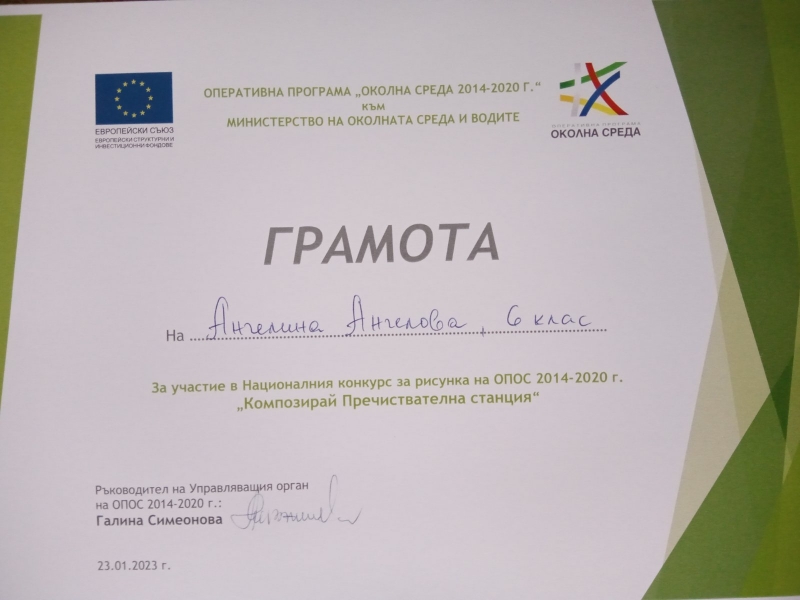 ЕВРОПЕЙСКИ СЪЮЗ
ЕВРОПЕЙСКИ СТРУКТУРНИ И
ИНВЕСТИЦИОННИ ФОНДОВЕ
ОПЕРАТИВНА ПРОГРАМА „ОКОЛНА СРЕДА 2014-2020 Г.“
към
МИНИСТЕРСТВО НА ОКОЛНАТА СРЕДА И ВОДИТЕ
ОПЕРАТИВНА ПРОГРАМА
ОКОЛНА СРЕДА
ГРАМОТА
На Ангелина Ангелова, 6 клас
За участие в Националния конкурс за рисунка на ОПОС 2014-2020 г.
„Композирай Пречиствателна станция“
Ръководител на Управляващия орган
на ОПОС 2014-2020 г.:
Галина Симеонова
23.01.2023 г.